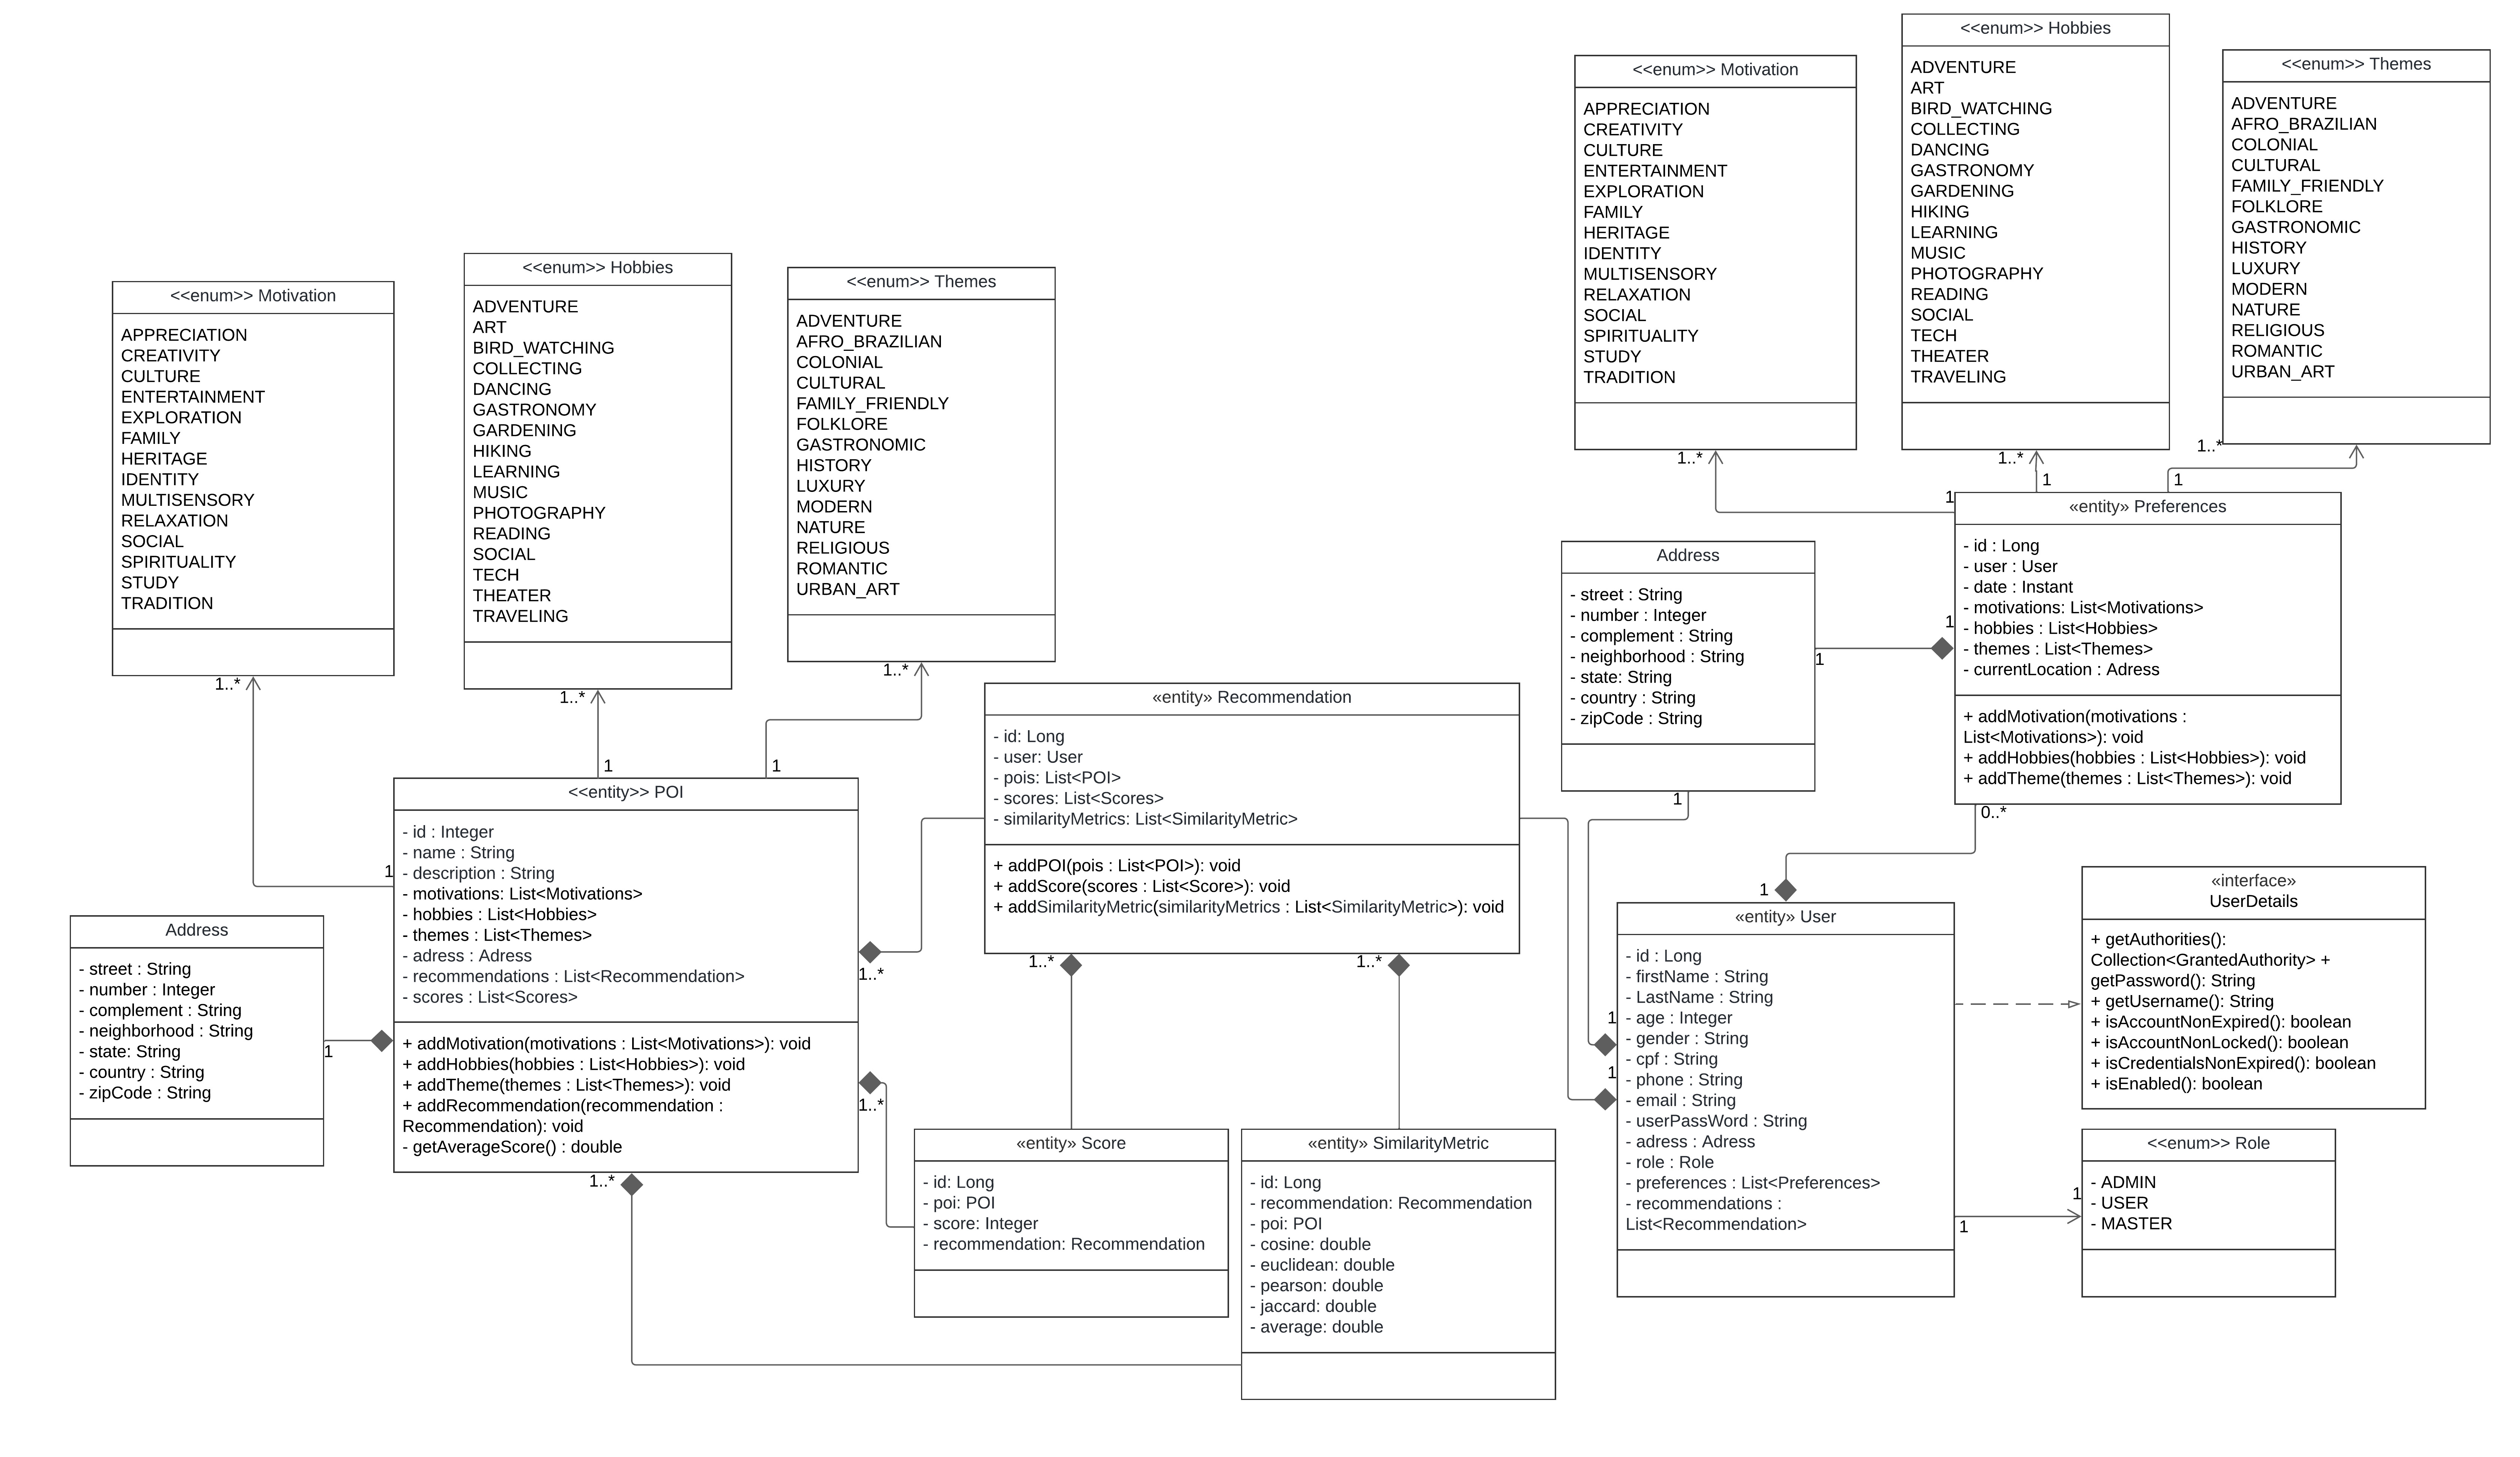 <<enum>> Hobbies
ADVENTURE
ART
BIRD_WATCHING
COLLECTING
DANCING
GASTRONOMY
GARDENING
HIKING
LEARNING
MUSIC
PHOTOGRAPHY
READING
SOCIAL
TECH
THEATER
TRAVELING
1..*
1
<<enum>> Motivation
APPRECIATION
CREATIVITY
CULTURE
ENTERTAINMENT
EXPLORATION
FAMILY
HERITAGE
IDENTITY
MULTISENSORY
RELAXATION
SOCIAL
SPIRITUALITY
STUDY
TRADITION
1..*
1
<<enum>> Themes
ADVENTURE
AFRO_BRAZILIAN
COLONIAL
CULTURAL
FAMILY_FRIENDLY
FOLKLORE
GASTRONOMIC
HISTORY
LUXURY
MODERN
NATURE
RELIGIOUS
ROMANTIC
URBAN_ART
1..*
1
<<enum>> Motivation
APPRECIATION
CREATIVITY
CULTURE
ENTERTAINMENT
EXPLORATION
FAMILY
HERITAGE
IDENTITY
MULTISENSORY
RELAXATION
SOCIAL
SPIRITUALITY
STUDY
TRADITION
1..*
1
<<enum>> Hobbies
ADVENTURE
ART
BIRD_WATCHING
COLLECTING
DANCING
GASTRONOMY
GARDENING
HIKING
LEARNING
MUSIC
PHOTOGRAPHY
READING
SOCIAL
TECH
THEATER
TRAVELING
1..*
1
<<enum>> Themes
ADVENTURE
AFRO_BRAZILIAN
COLONIAL
CULTURAL
FAMILY_FRIENDLY
FOLKLORE
GASTRONOMIC
HISTORY
LUXURY
MODERN
NATURE
RELIGIOUS
ROMANTIC
URBAN_ART
1..*
1
«entity» Preferences
- id : Long
- user : User
- date : Instant
- motivations: List<Motivations>
- hobbies : List<Hobbies>
- themes : List<Themes>
- currentLocation : Adress
+ addMotivation(motivations :
List<Motivations>): void
+ addHobbies(hobbies : List<Hobbies>): void
+ addTheme(themes : List<Themes>): void
1
0..*
Address
- street : String
- number : Integer
- complement : String
- neighborhood : String
- state: String
- country : String
- zipCode : String
1
1
«entity» Recommendation
- id: Long
- user: User
- pois: List<POI>
- scores: List<Scores>
- similarityMetrics: List<SimilarityMetric>
+ addPOI(pois : List<POI>): void
+ addScore(scores : List<Score>): void
+ addSimilarityMetric(similarityMetrics : List<SimilarityMetric>): void
1..*
1..*
<<entity>> POI
- id : Integer
- name : String
- description : String
- motivations: List<Motivations>
- hobbies : List<Hobbies>
- themes : List<Themes>
- adress : Adress
- recommendations : List<Recommendation>
- scores : List<Scores>
+ addMotivation(motivations : List<Motivations>): void
+ addHobbies(hobbies : List<Hobbies>): void
+ addTheme(themes : List<Themes>): void
+ addRecommendation(recommendation :
Recommendation): void
- getAverageScore() : double
1..*
1..*
1..*
Address
- street : String
- number : Integer
- complement : String
- neighborhood : String
- state: String
- country : String
- zipCode : String
1
«entity» Score
- id: Long
- poi: POI
- score: Integer
- recommendation: Recommendation
«entity» SimilarityMetric
- id: Long
- recommendation: Recommendation
- poi: POI
- cosine: double
- euclidean: double
- pearson: double
- jaccard: double
- average: double
1
«entity» User
- id : Long
- firstName : String
- LastName : String
- age : Integer
- gender : String
- cpf : String
- phone : String
- email : String
- userPassWord : String
- adress : Adress
- role : Role
- preferences : List<Preferences>
- recommendations :
List<Recommendation>
1
1
1
«interface»
UserDetails
+ getAuthorities():
Collection<GrantedAuthority> +
getPassword(): String
+ getUsername(): String
+ isAccountNonExpired(): boolean
+ isAccountNonLocked(): boolean
+ isCredentialsNonExpired(): boolean
+ isEnabled(): boolean
<<enum>> Role
- ADMIN
- USER
- MASTER
1